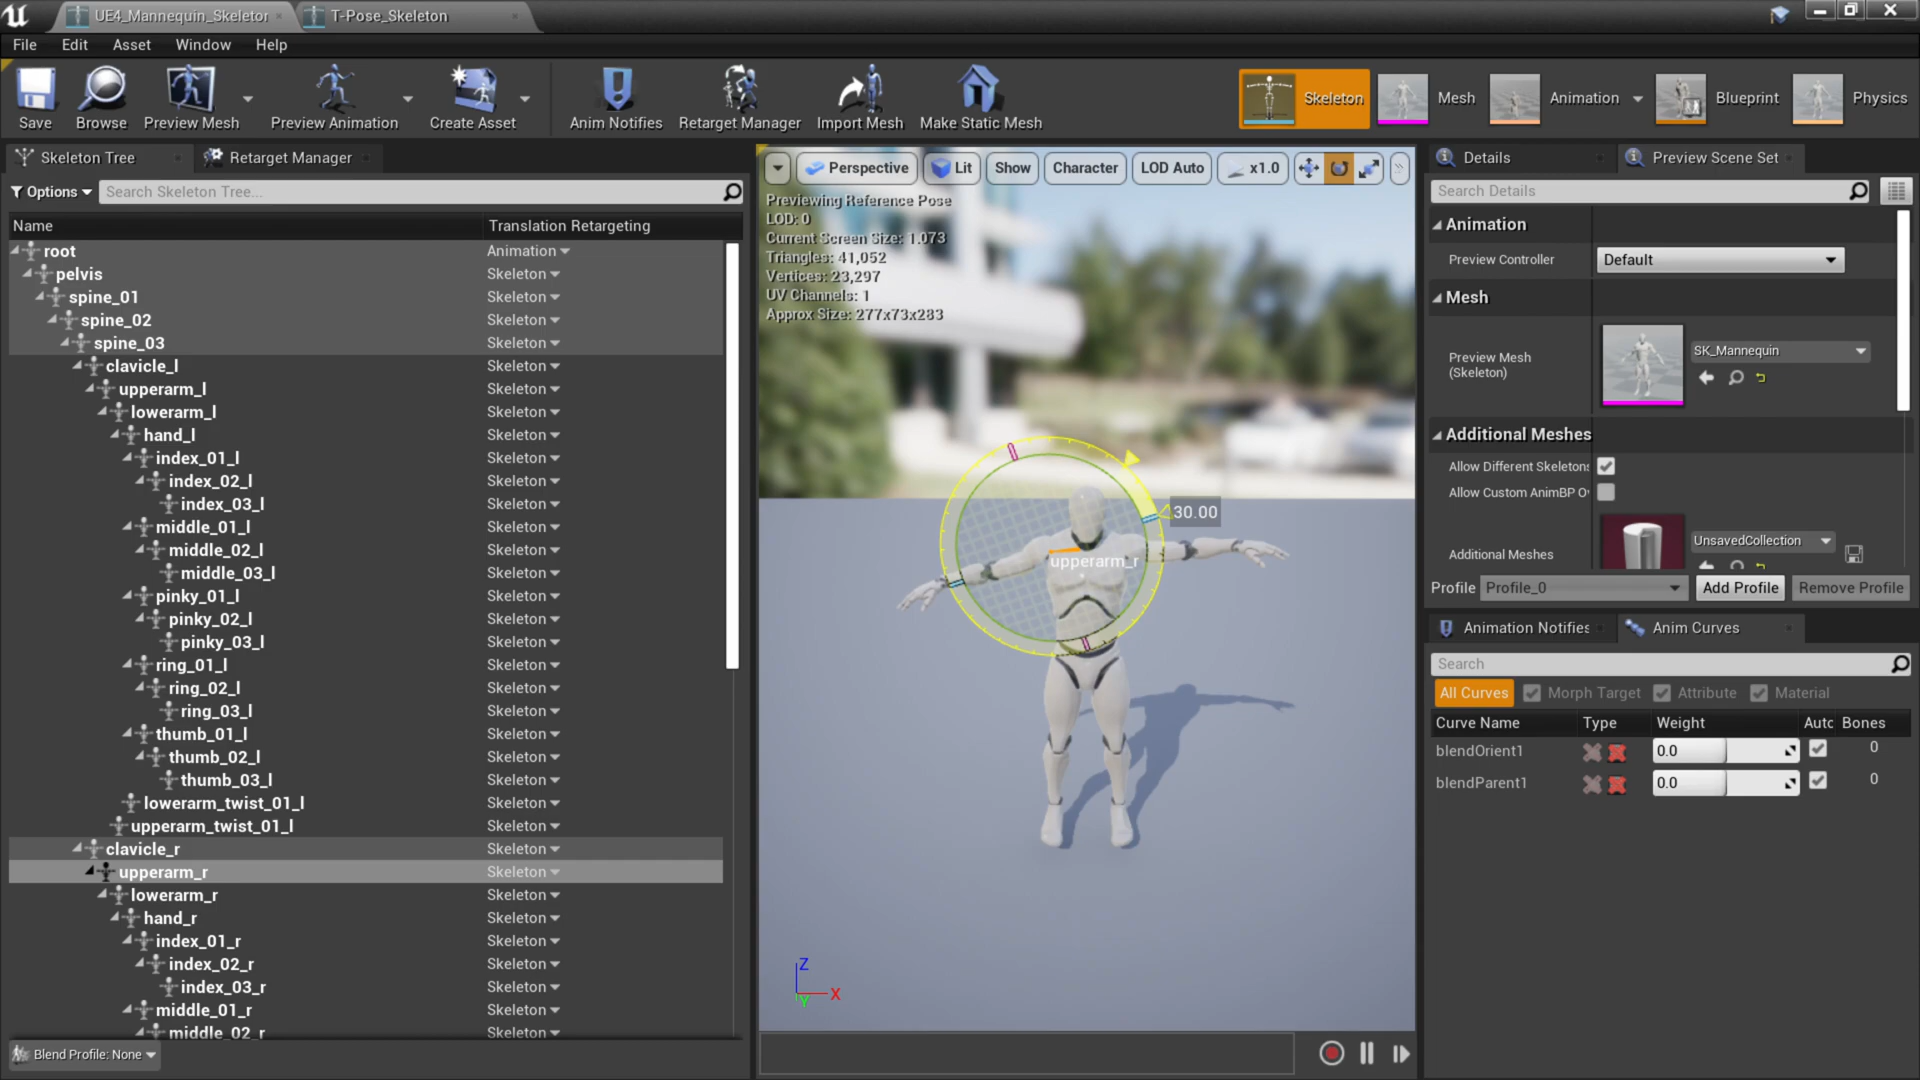 UE4_Mannequin_Skeletor
T-Pose_Skeleton
File Edit Asset Window Help
Save
Browse
Preview Mesh
Preview Animation
Create Asset
Anim Notifies
Retarget Manager
Import Mesh
Make Static Mesh
Skeleton
Mesh
Animation
Blueprint
Physics
Skeleton Tree
Retarget Manager
Options
Search Skeleton Tree...
Name Translation Retargeting
root Animation
pelvis Skeleton
spine_01 Skeleton
spine_02 Skeleton
spine_03 Skeleton
clavicle_l Skeleton
upperarm_l Skeleton
lowerarm_l Skeleton
hand_l Skeleton
index_01_l Skeleton
index_02_l Skeleton
index_03_l Skeleton
middle_01_l Skeleton
middle_02_l Skeleton
middle_03_l Skeleton
pinky_01_l Skeleton
pinky_02_l Skeleton
pinky_03_l Skeleton
ring_01_l Skeleton
ring_02_l Skeleton
ring_03_l Skeleton
thumb_01_l Skeleton
thumb_02_l Skeleton
thumb_03_l Skeleton
lowerarm_twist_01_l Skeleton
upperarm_twist_01_l Skeleton
clavicle_r Skeleton
upperarm_r Skeleton
lowerarm_r Skeleton
hand_r Skeleton
index_01_r Skeleton
index_02_r Skeleton
index_03_r Skeleton
middle_01_r Skeleton
middle_02_r Skeleton
Blend Profile: None
Perspective Lit Show Character LOD Auto x1.0
Previewing Reference Pose
LOD: 0
Current Screen Size: 1.073
Triangles: 41,052
Vertices: 23,297
UV Channels: 1
Approx Size: 277x73x283
30.00
upperarm_r
Z
X
Y
Details
Preview Scene Set
Search Details
Animation
Preview Controller Default
Mesh
Preview Mesh
(Skeleton)
SK_Mannequin
Additional Meshes
Allow Different Skeletons
Allow Custom AnimBP O
Additional Meshes
UnsavedCollection
Profile Profile_0 Add Profile Remove Profile
Animation Notifies
Anim Curves
Search
All Curves Morph Target Attribute Material
Curve Name Type Weight Autc Bones
blendOrient1 0.0 0
blendParent1 0.0 0